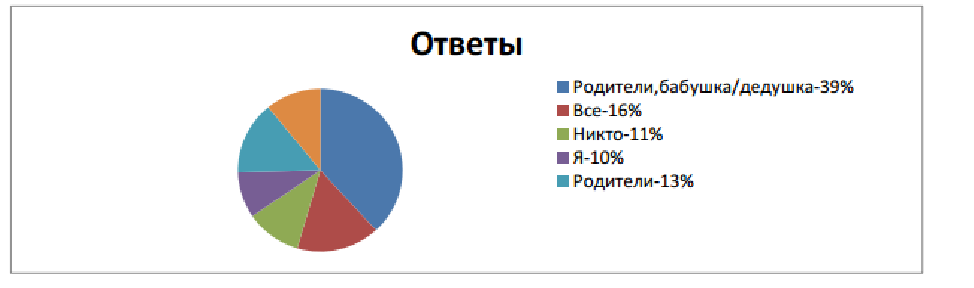 Ответы
Родители,бабушка/дедушка-39%
Все-16%
Никто-11%
Я-10%
Родители-13%